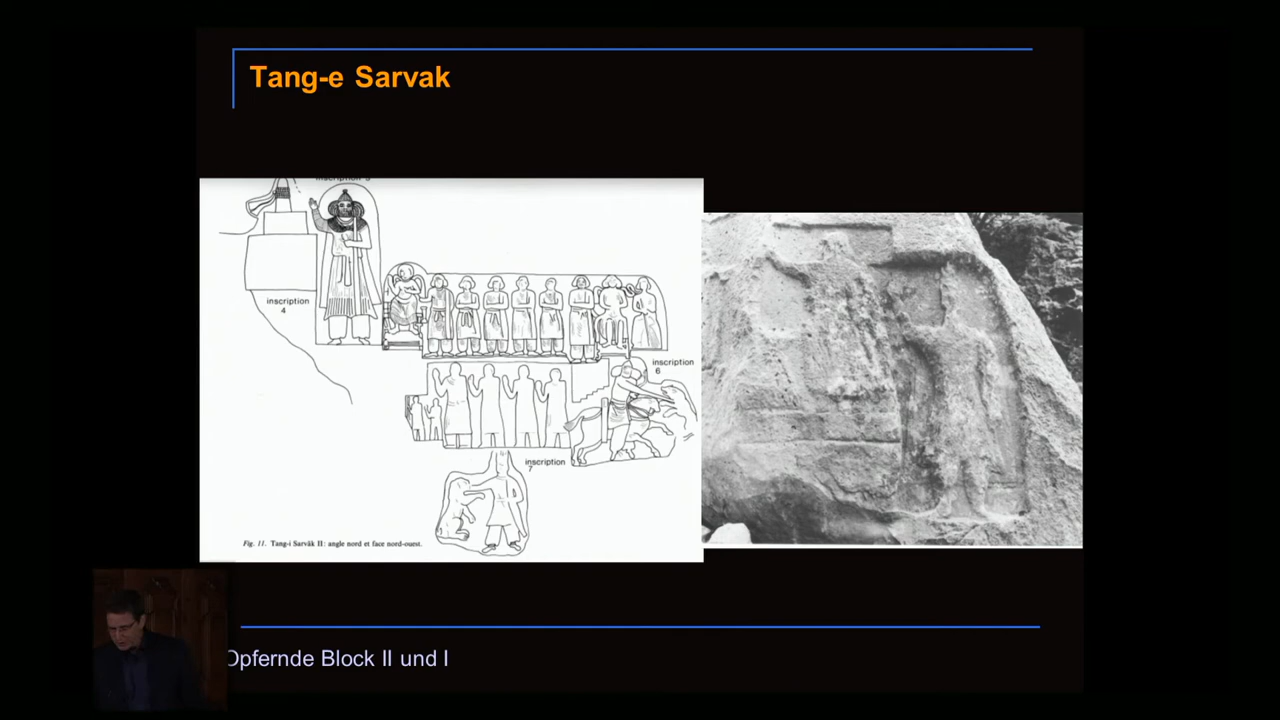 Tang-e Sarvak
inscription
4
inscription
6
inscription
7
Fig. 11. Tang-i Sarvāk II: angle nord et face nord-ouest.
Opfernde Block II und I